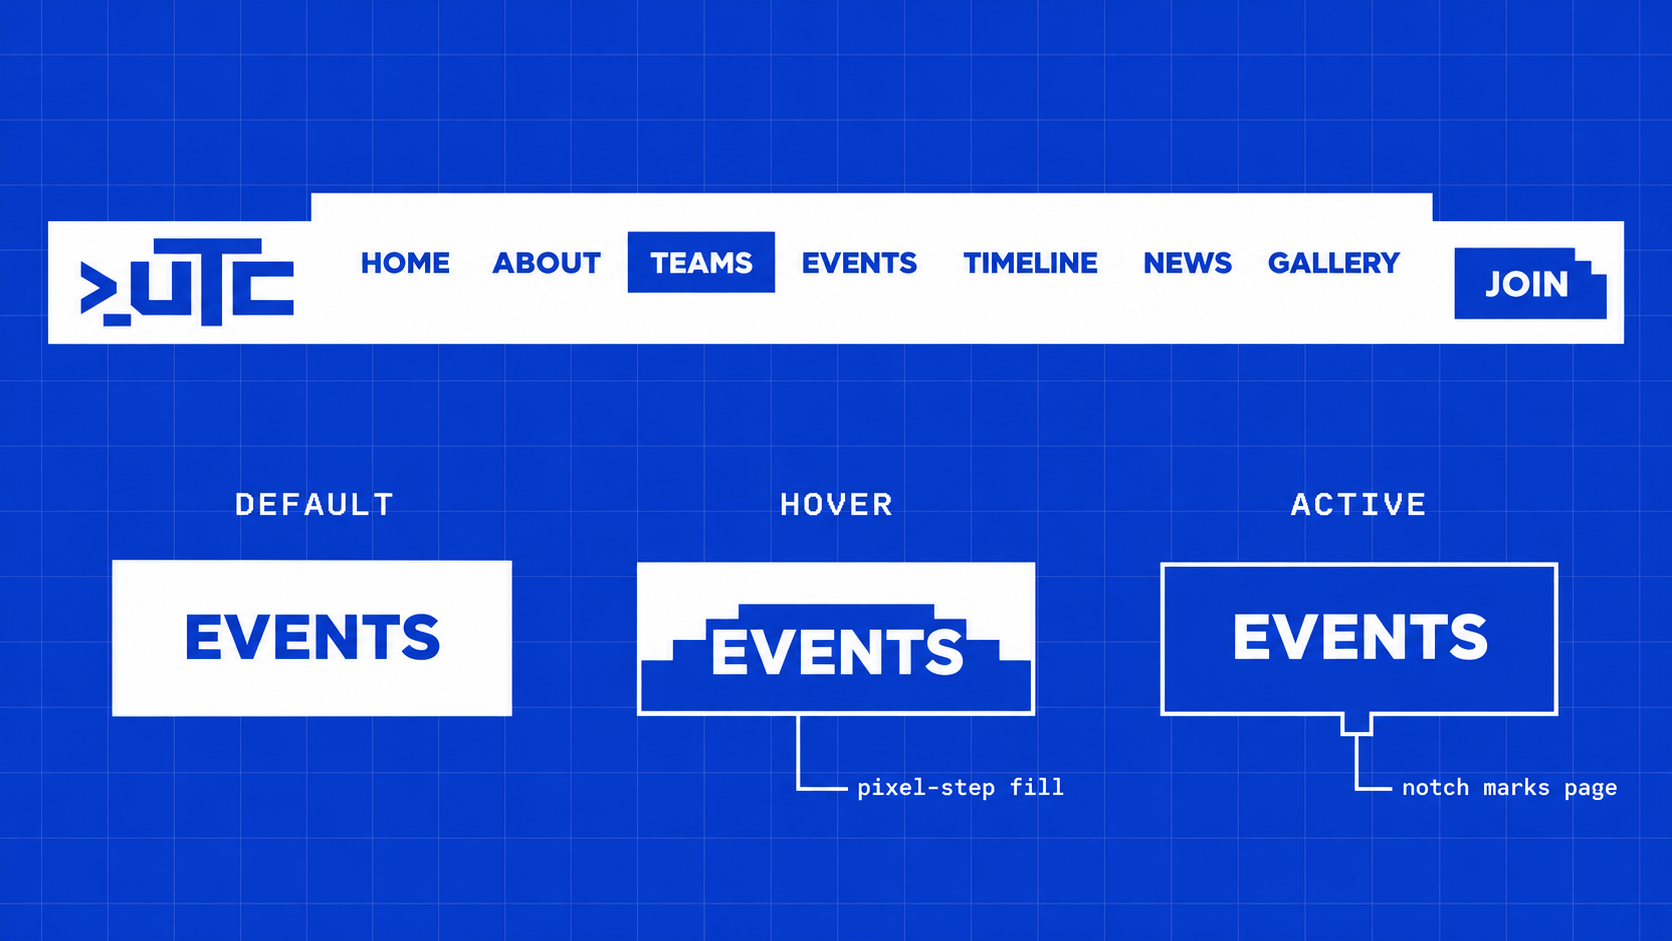 >_UTC
HOME ABOUT TEAMS EVENTS TIMELINE NEWS GALLERY JOIN
DEFAULT HOVER ACTIVE
EVENTS EVENTS EVENTS
pixel-step fill notch marks page